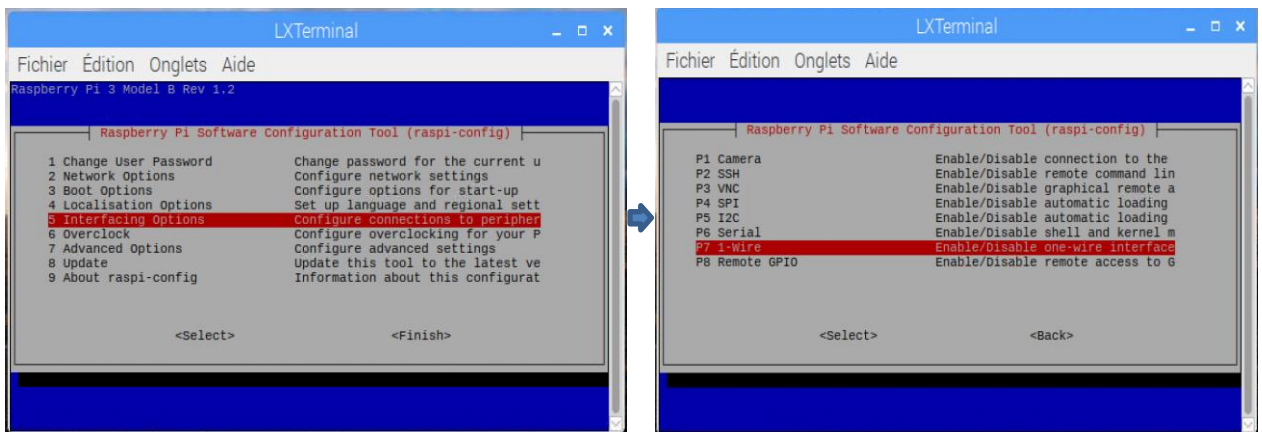 LXTerminal
Fichier Édition Onglets Aide
Raspberry Pi 3 Model B Rev 1.2
Raspberry Pi Software Configuration Tool (raspi-config)
1 Change User Password Change password for the current u
2 Network Options Configure network settings
3 Boot Options Configure options for start-up
4 Localisation Options Set up language and regional sett
5 Interfacing Options Configure connections to peripher
6 Overclock Configure overclocking for your P
7 Advanced Options Configure advanced settings
8 Update Update this tool to the latest ve
9 About raspi-config Information about this configurat
<Select> <Finish>
LXTerminal
Fichier Édition Onglets Aide
Raspberry Pi Software Configuration Tool (raspi-config)
P1 Camera Enable/Disable connection to the
P2 SSH Enable/Disable remote command lin
P3 VNC Enable/Disable graphical remote a
P4 SPI Enable/Disable automatic loading
P5 I2C Enable/Disable automatic loading
P6 Serial Enable/Disable shell and kernel m
P7 1-Wire Enable/Disable one-wire interface
P8 Remote GPIO Enable/Disable remote access to G
<Select> <Back>